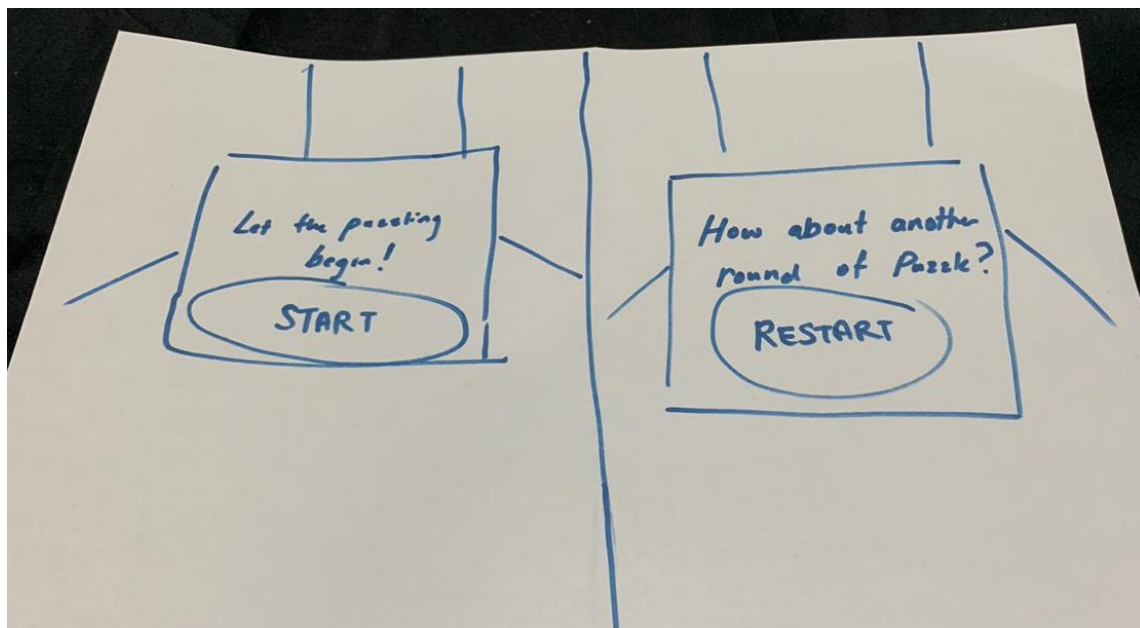 Let the puzzling
begin!
START
How about another
round of Puzzle?
RESTART